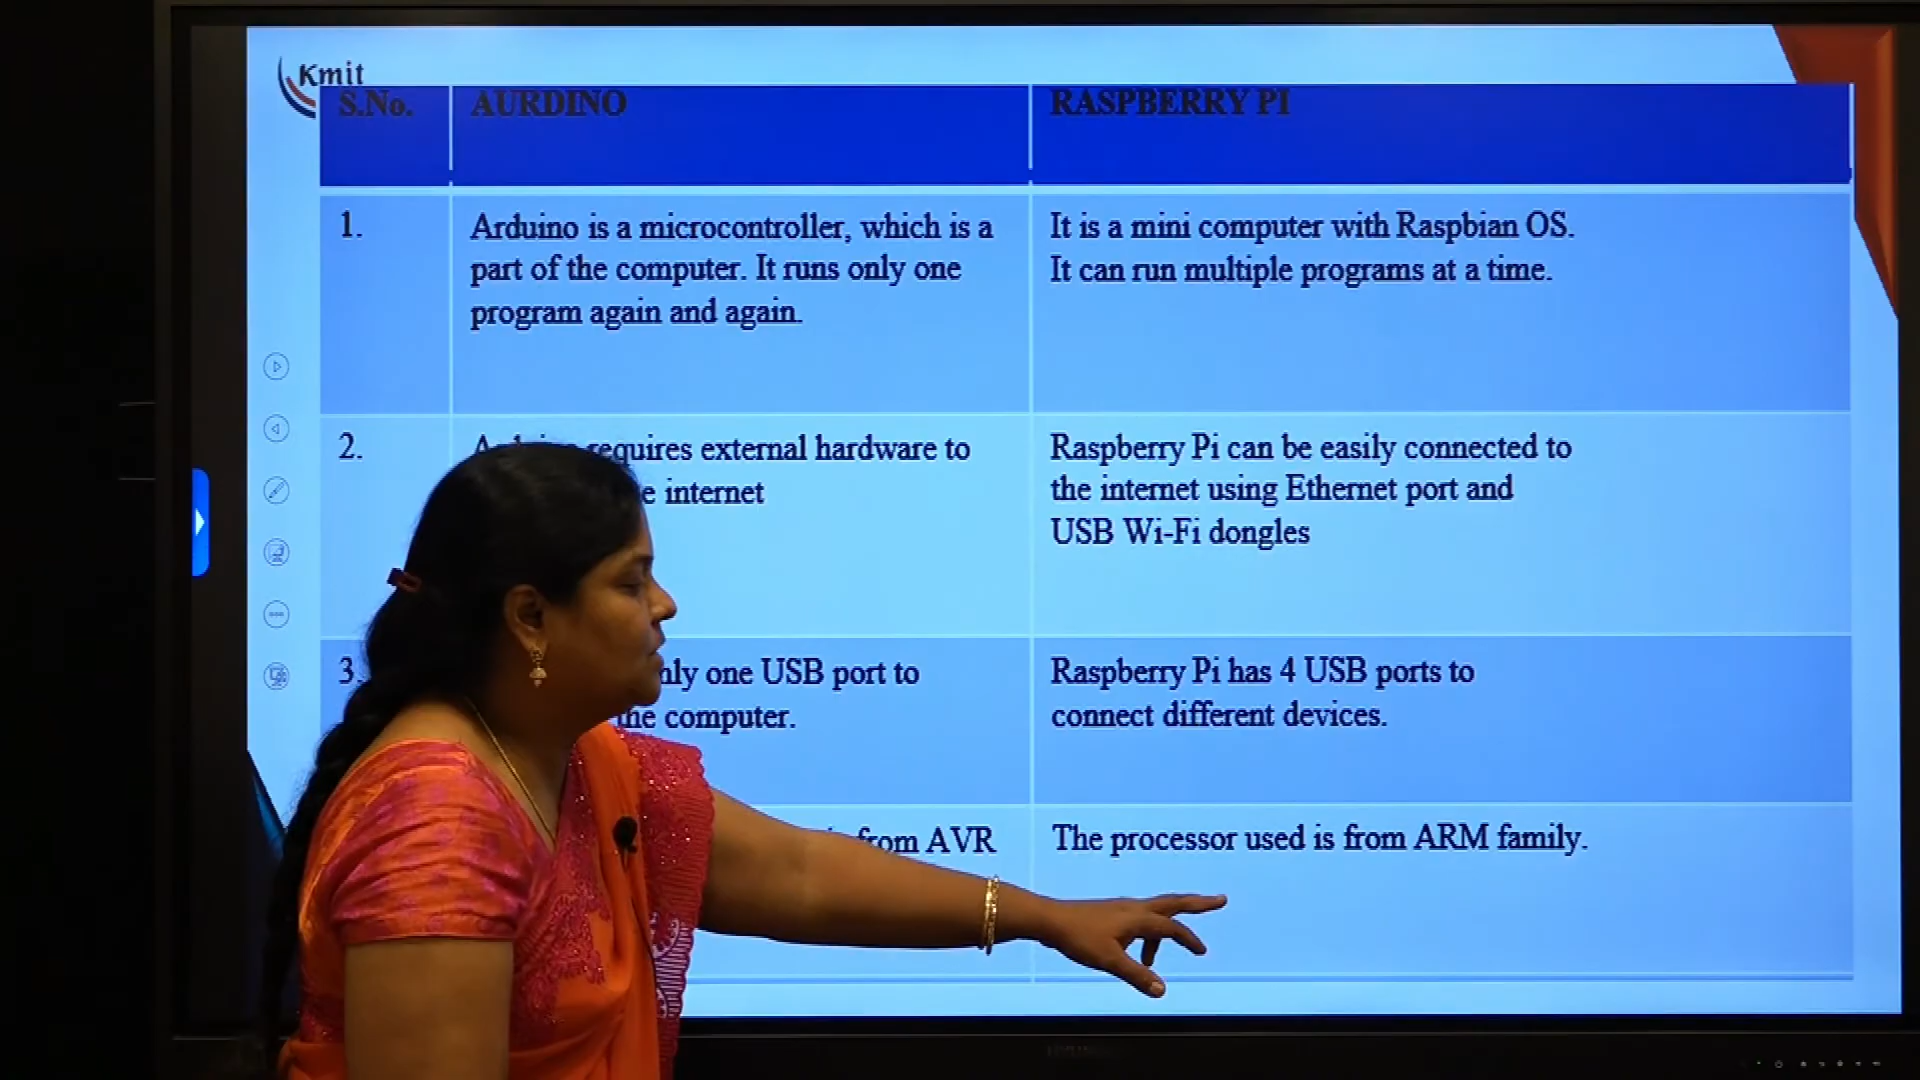 Kmit
S.No. AURDINO RASPBERRY PI
1. Arduino is a microcontroller, which is a
part of the computer. It runs only one
program again and again.
It is a mini computer with Raspbian OS.
It can run multiple programs at a time.
2. requires external hardware to
internet
Raspberry Pi can be easily connected to
the internet using Ethernet port and
USB Wi-Fi dongles
3. one USB port to
the computer.
Raspberry Pi has 4 USB ports to
connect different devices.
from AVR
The processor used is from ARM family.